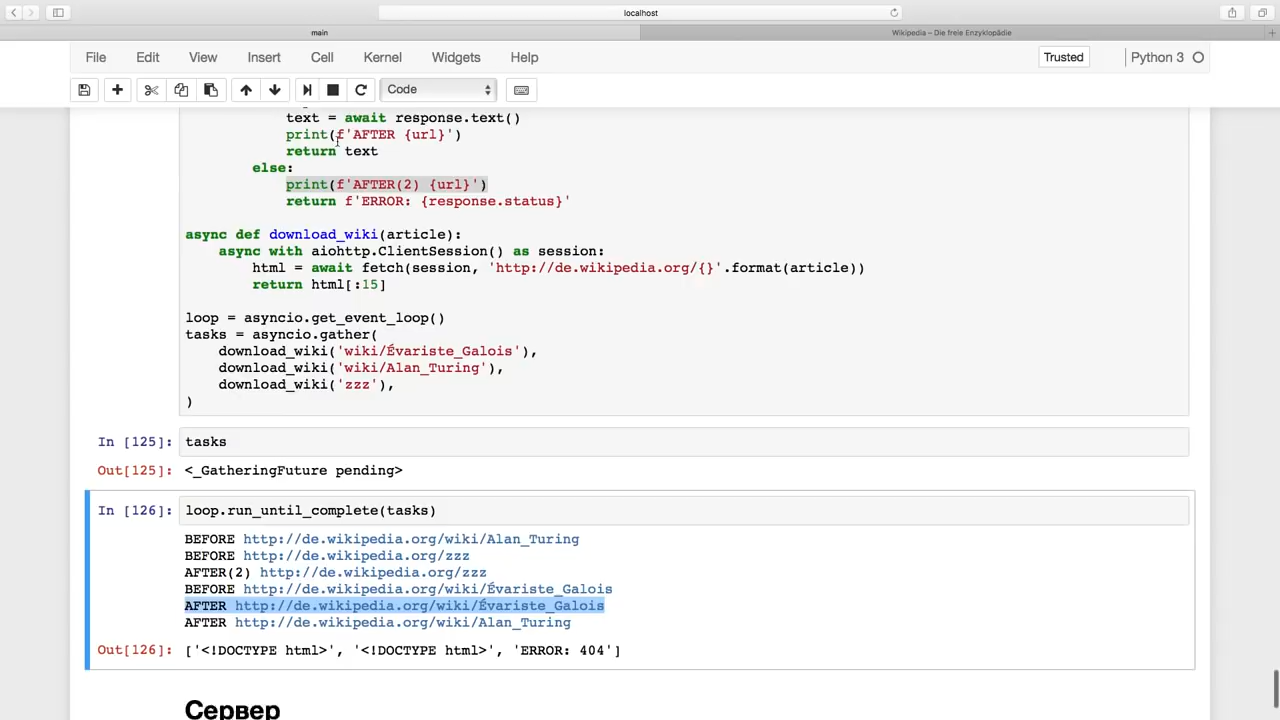 localhost
main
Wikipedia – Die freie Enzyklopädie
File Edit View Insert Cell Kernel Widgets Help
Trusted
Python 3
Code
text = await response.text()
print(f'AFTER {url}')
return text
else:
print(f'AFTER(2) {url}')
return f'ERROR: {response.status}'
async def download_wiki(article):
async with aiohttp.ClientSession() as session:
html = await fetch(session, 'http://de.wikipedia.org/{}'.format(article))
return html[:15]
loop = asyncio.get_event_loop()
tasks = asyncio.gather(
download_wiki('wiki/Évariste_Galois'),
download_wiki('wiki/Alan_Turing'),
download_wiki('zzz'),
)
In [125]: tasks
Out[125]: <_GatheringFuture pending>
In [126]: loop.run_until_complete(tasks)
BEFORE http://de.wikipedia.org/wiki/Alan_Turing
BEFORE http://de.wikipedia.org/zzz
AFTER(2) http://de.wikipedia.org/zzz
BEFORE http://de.wikipedia.org/wiki/Évariste_Galois
AFTER http://de.wikipedia.org/wiki/Évariste_Galois
AFTER http://de.wikipedia.org/wiki/Alan_Turing
Out[126]: ['<!DOCTYPE html>', '<!DOCTYPE html>', 'ERROR: 404']
Сервер